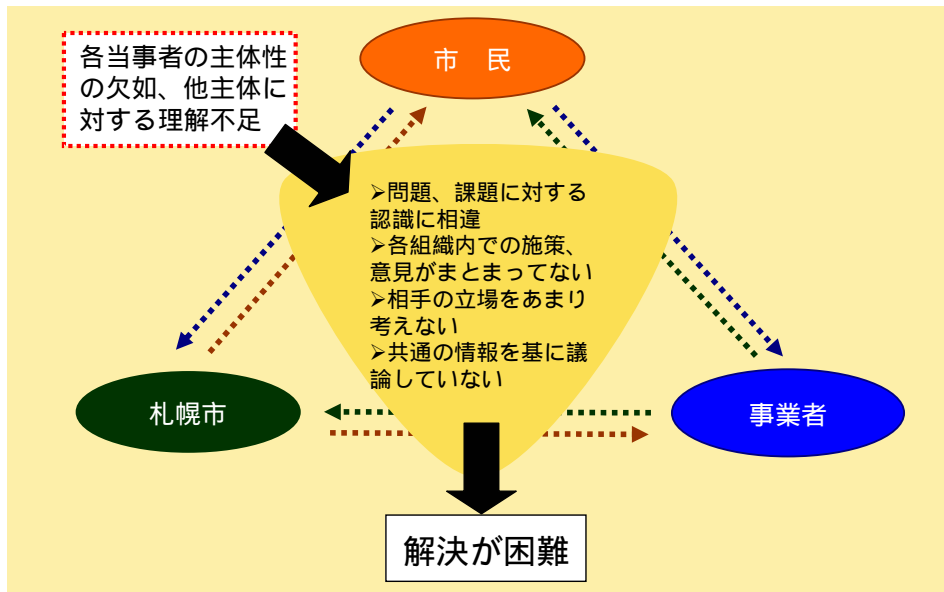 各当事者の主体性
の欠如、他主体に
対する理解不足
市　民
➢問題、課題に対する
認識に相違
➢各組織内での施策、
意見がまとまってない
➢相手の立場をあまり
考えない
➢共通の情報を基に議
論していない
札幌市
事業者
解決が困難